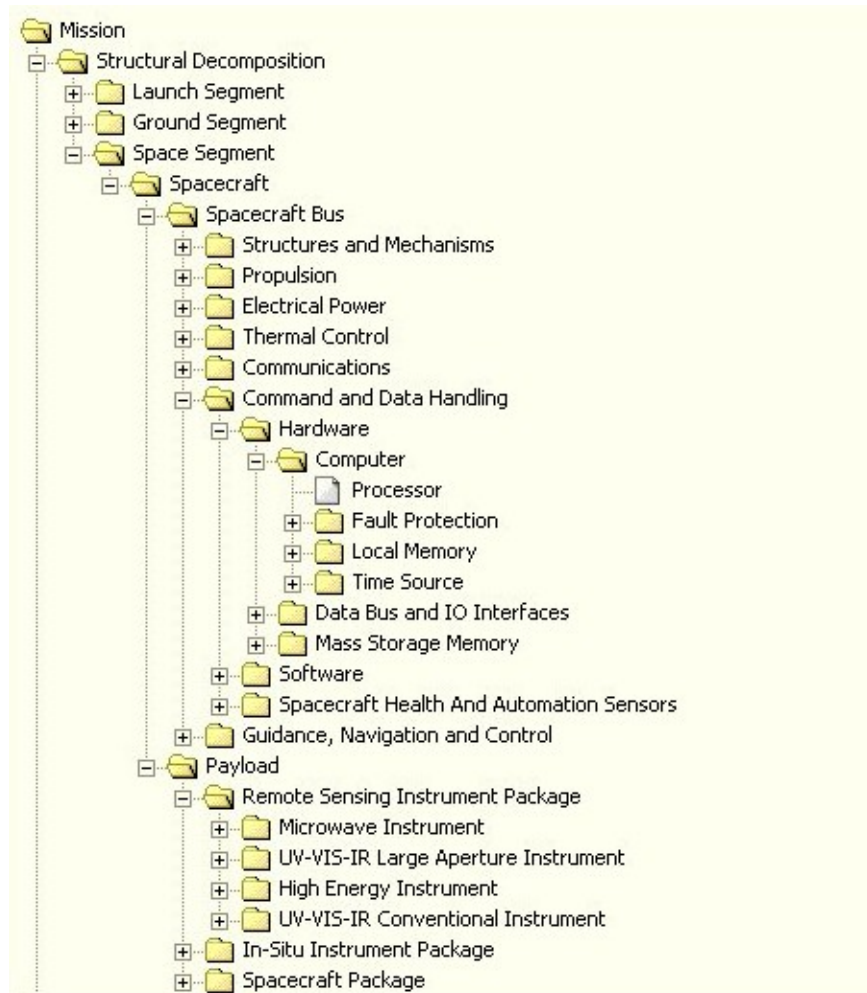 Mission
Structural Decomposition
Launch Segment
Ground Segment
Space Segment
Spacecraft
Spacecraft Bus
Structures and Mechanisms
Propulsion
Electrical Power
Thermal Control
Communications
Command and Data Handling
Hardware
Computer
Processor
Fault Protection
Local Memory
Time Source
Data Bus and IO Interfaces
Mass Storage Memory
Software
Spacecraft Health And Automation Sensors
Guidance, Navigation and Control
Payload
Remote Sensing Instrument Package
Microwave Instrument
UV-VIS-IR Large Aperture Instrument
High Energy Instrument
UV-VIS-IR Conventional Instrument
In-Situ Instrument Package
Spacecraft Package